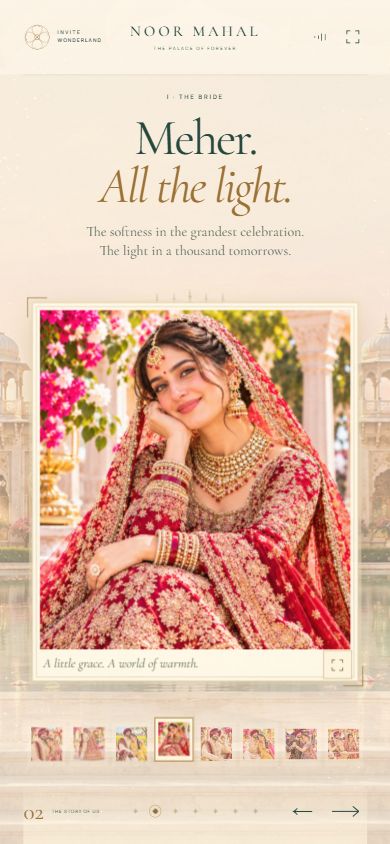 INVITE
WONDERLAND
NOOR MAHAL
THE PALACE OF FOREVER
I · THE BRIDE
Meher.
All the light.
The softness in the grandest celebration.
The light in a thousand tomorrows.
A little grace. A world of warmth.
02
THE STORY OF US